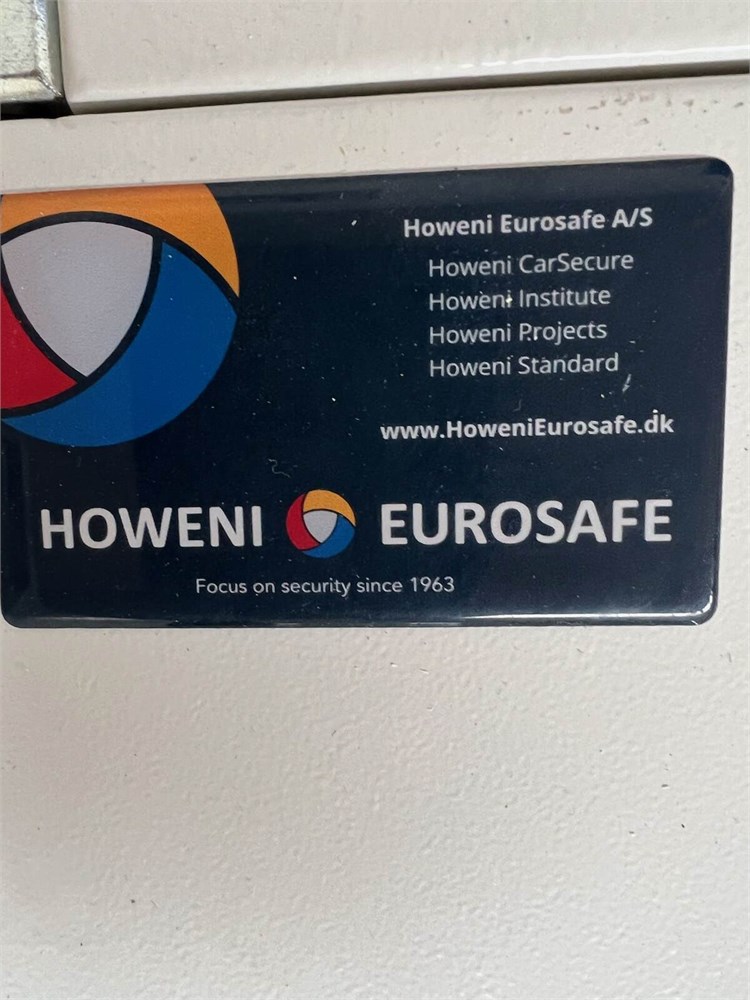 Howeni Eurosafe A/S
Howeni CarSecure
Howeni Institute
Howeni Projects
Howeni Standard
www.HoweniEurosafe.dk
HOWENI EUROSAFE
Focus on security since 1963